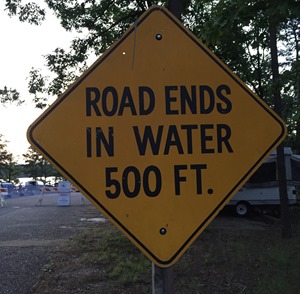 ROAD ENDS
IN WATER
500 FT.